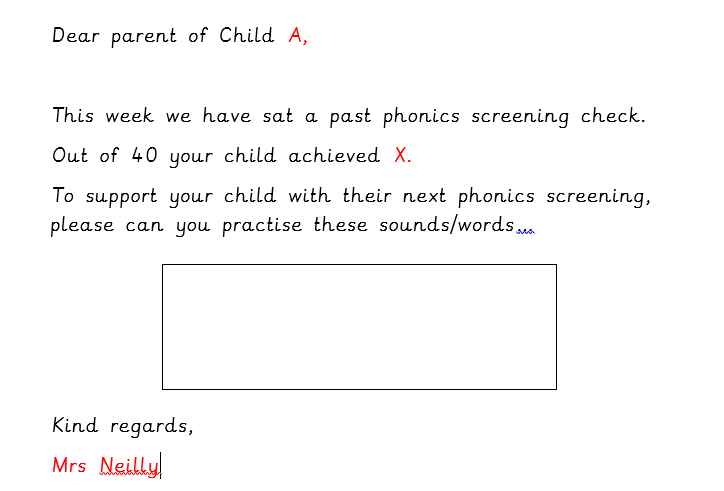 Dear parent of Child A,
This week we have sat a past phonics screening check.
Out of 40 your child achieved X.
To support your child with their next phonics screening,
please can you practise these sounds/words...
Kind regards,
Mrs Neilly